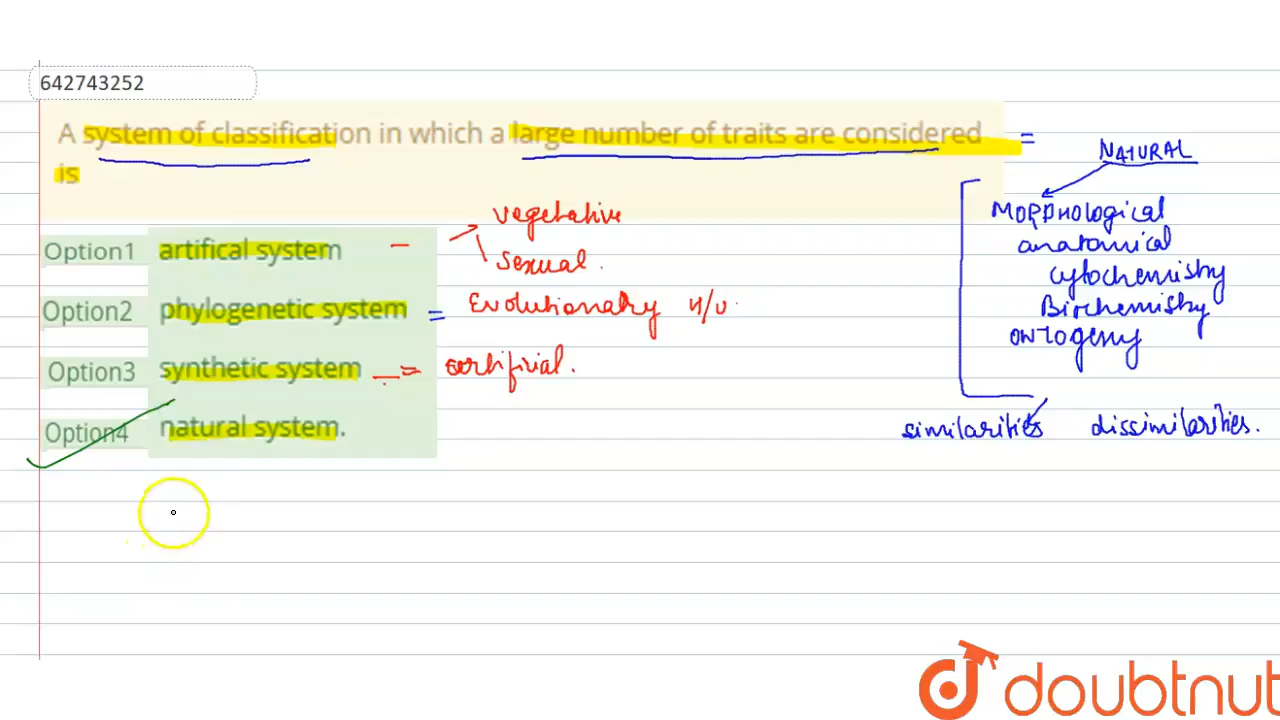 642743252
A system of classification in which a large number of traits are considered =
is
NATURAL
Morphological
anatomical
cytochemistry
Biochemistry
ontogeny
similarities dissimilarities.
Option1 artifical system - vegetative
sexual.
Option2 phylogenetic system = Evolutionary
Option3 synthetic system = artificial.
Option4 natural system.
doubtnut